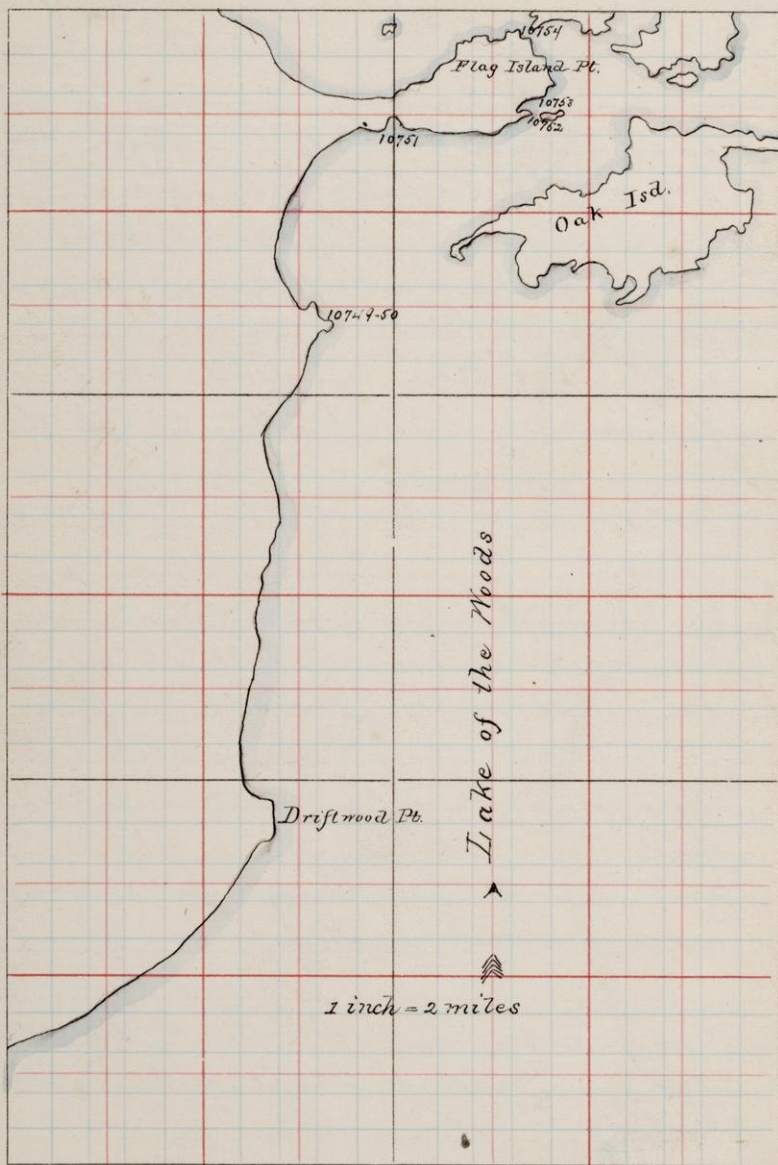 10754
Flag Island Pt.
10753
10752
10751
Oak Isd.
10749-50
Lake of the Woods
Driftwood Pt.
1 inch = 2 miles